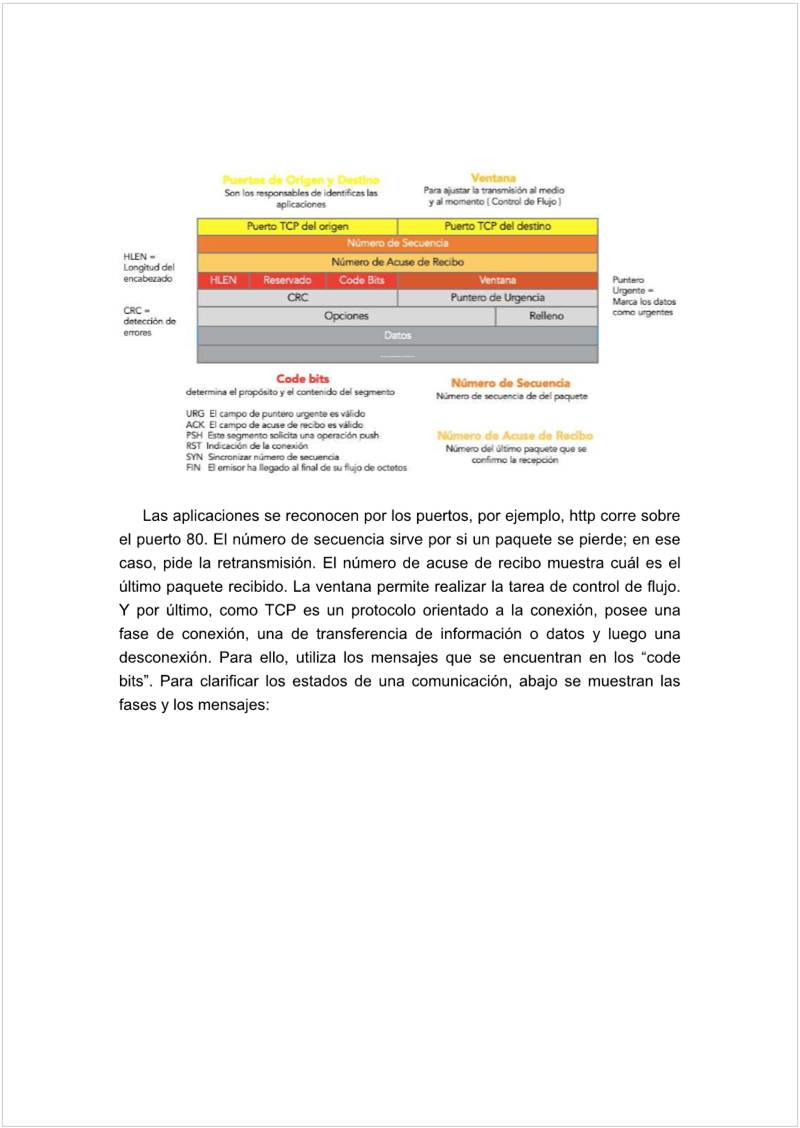 Puertos de Origen y Destino
Son los responsables de identificas las
aplicaciones
Ventana
Para ajustar la transmisión al medio
y al momento ( Control de Flujo )
Puerto TCP del origen
Puerto TCP del destino
Número de Secuencia
Número de Acuse de Recibo
HLEN
Reservado
Code Bits
Ventana
CRC
Puntero de Urgencia
Opciones
Relleno
Datos
............
HLEN =
Longitud del
encabezado
CRC =
detección de
errores
Puntero
Urgente =
Marca los datos
como urgentes
Code bits
determina el propósito y el contenido del segmento
URG El campo de puntero urgente es válido
ACK El campo de acuse de recibo es válido
PSH Este segmento solicita una operación push
RST Indicación de la conexión
SYN Sincronizar número de secuencia
FIN El emisor ha llegado al final de su flujo de octetos
Número de Secuencia
Número de secuencia de del paquete
Número de Acuse de Recibo
Número del último paquete que se
confirmo la recepción
Las aplicaciones se reconocen por los puertos, por ejemplo, http corre sobre
el puerto 80. El número de secuencia sirve por si un paquete se pierde; en ese
caso, pide la retransmisión. El número de acuse de recibo muestra cuál es el
último paquete recibido. La ventana permite realizar la tarea de control de flujo.
Y por último, como TCP es un protocolo orientado a la conexión, posee una
fase de conexión, una de transferencia de información o datos y luego una
desconexión. Para ello, utiliza los mensajes que se encuentran en los “code
bits”. Para clarificar los estados de una comunicación, abajo se muestran las
fases y los mensajes: